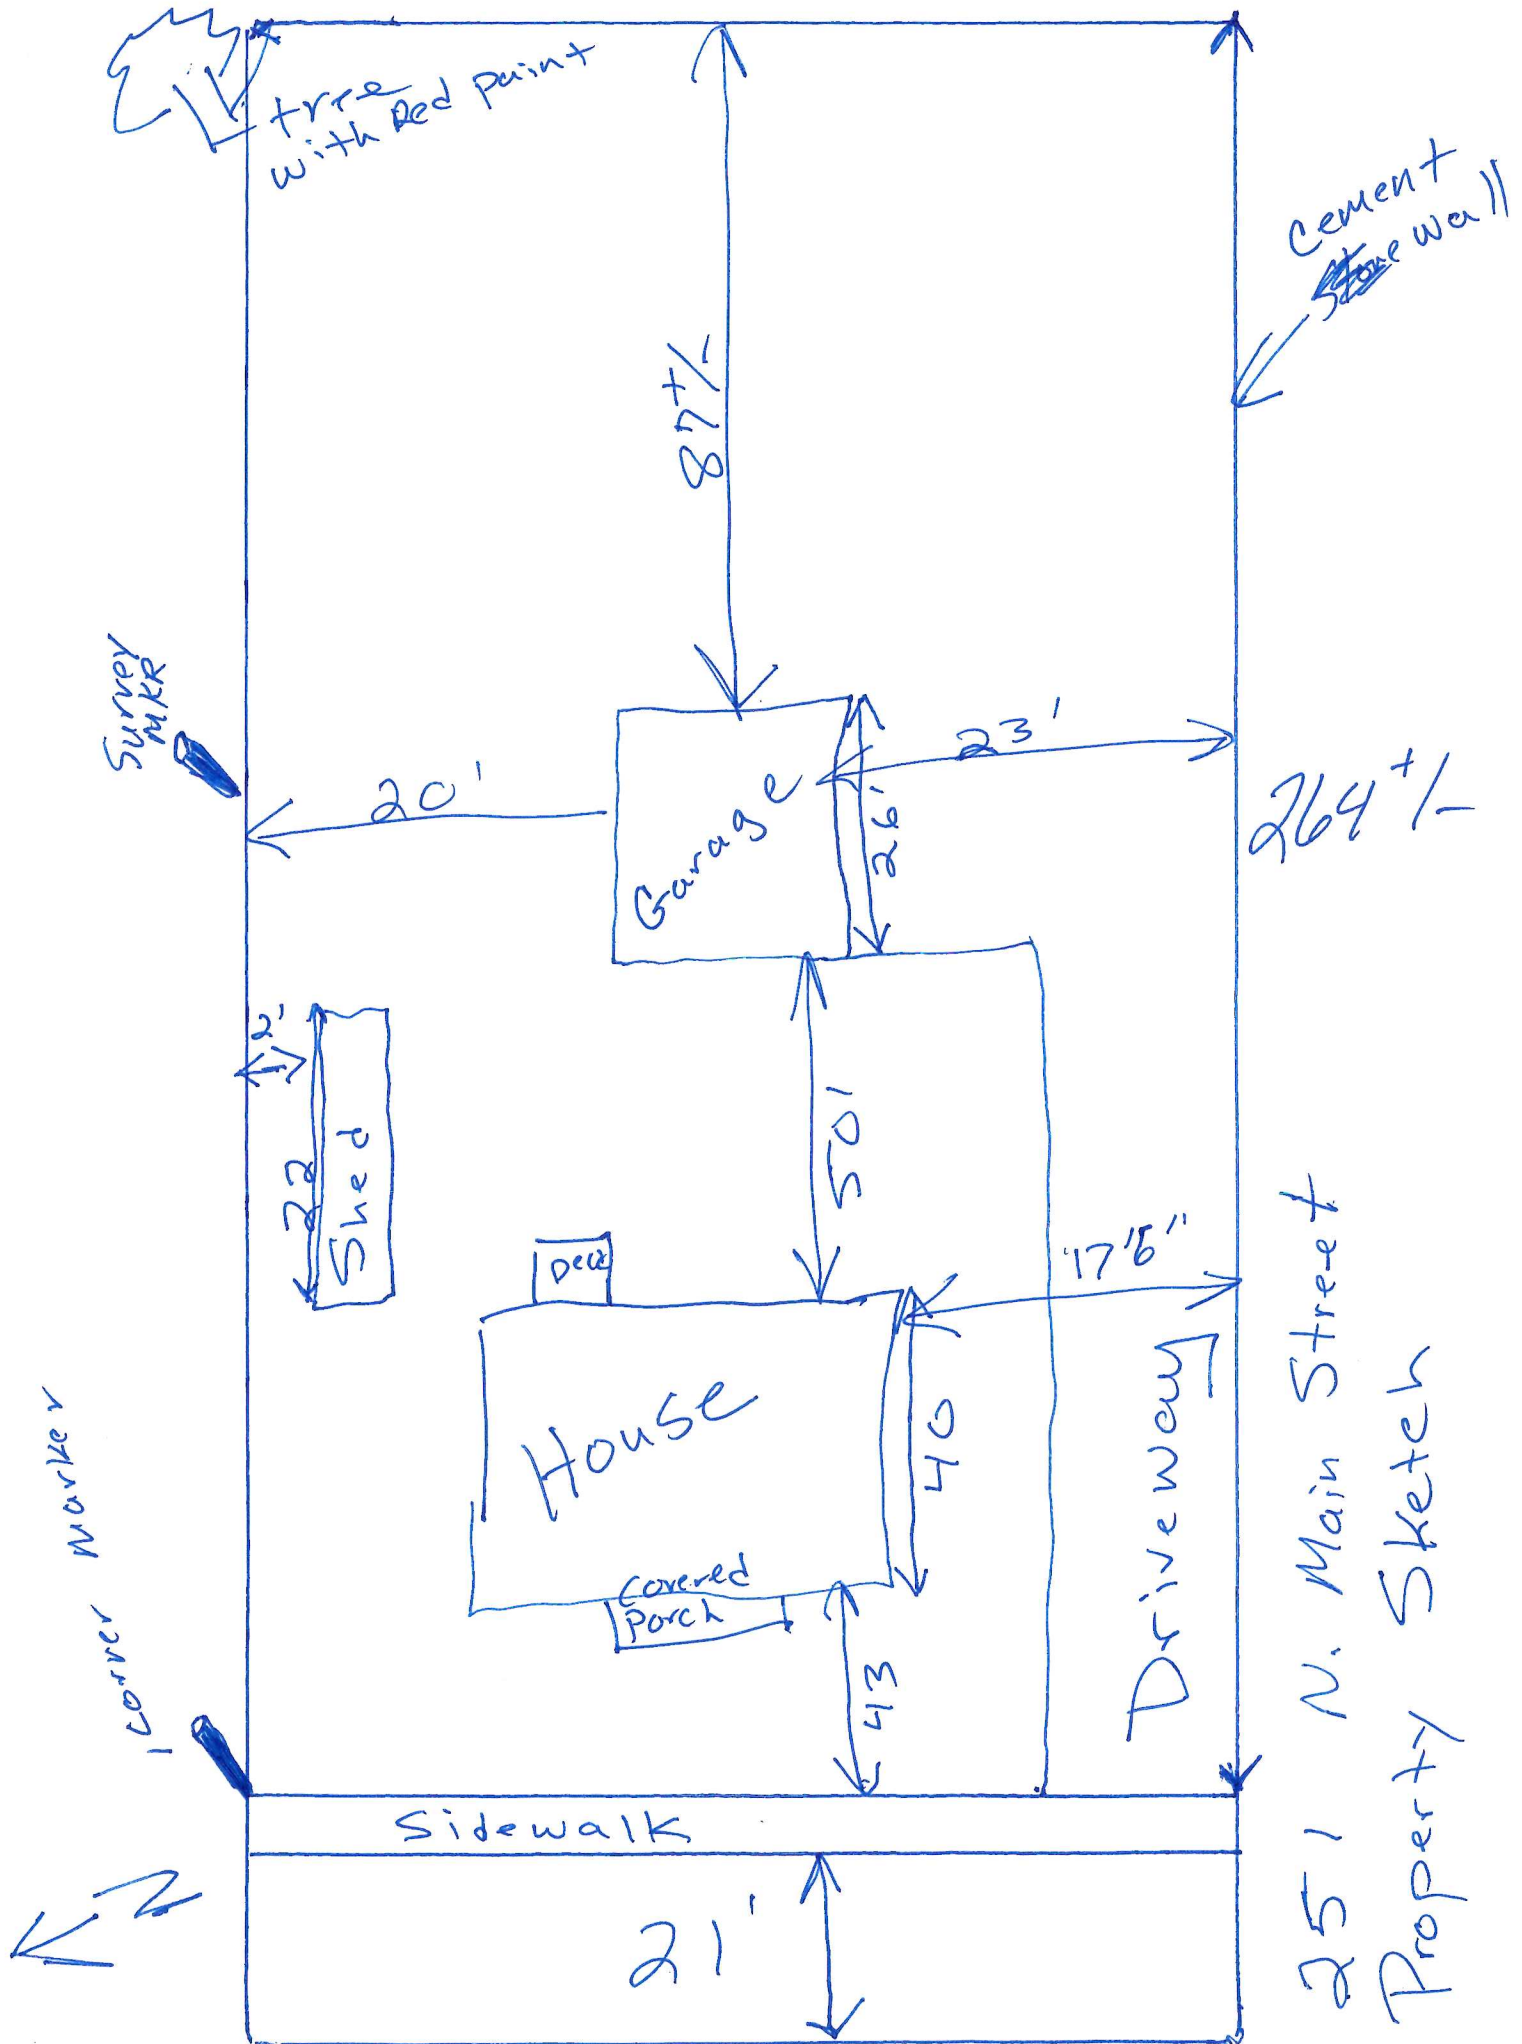 tree
with Red paint
cement
wall
87 +/-
Survey
MKR
23'
20'
Garage
26'
264 +/-
2'
22
Shed
50'
Deck
17'6"
House
40
Driveway
corner Marker
covered
Porch
43
Sidewalk
N
21'
251 N. Main Street
Property Sketch